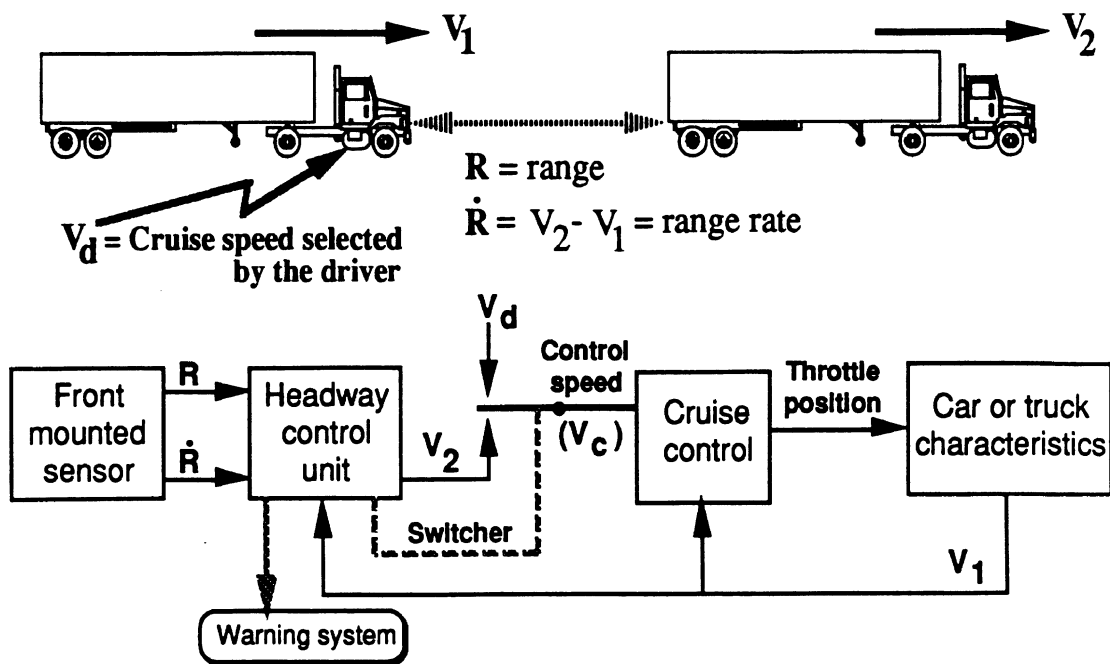 V1
V2
R = range
Ṙ = V2 - V1 = range rate
Vd = Cruise speed selected
by the driver
Vd
Control
speed
(Vc)
Throttle
position
Front
mounted
sensor
R
Ṙ
Headway
control
unit
V2
Cruise
control
Car or truck
characteristics
Switcher
V1
Warning system